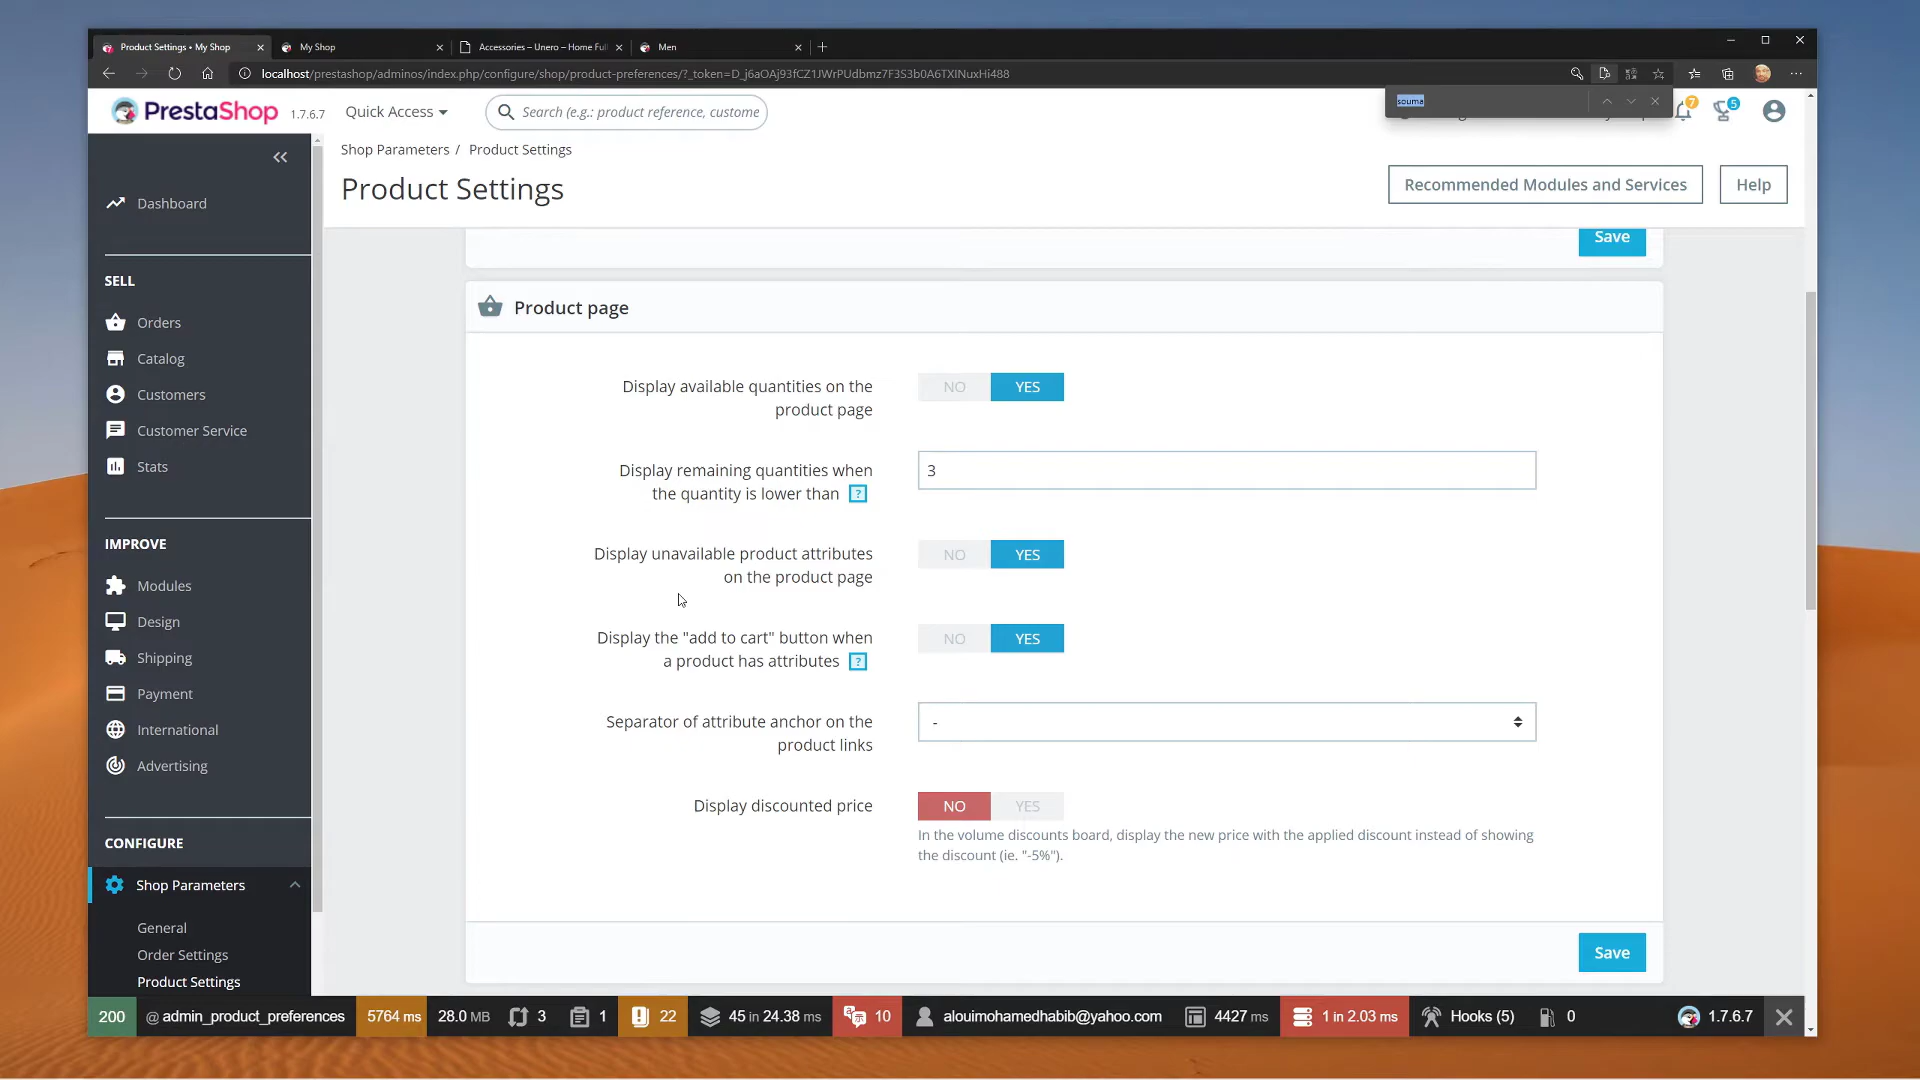 Product Settings • My Shop
My Shop
Accessories – Unero – Home Ful
Men
localhost/prestashop/adminos/index.php/configure/shop/product-preferences/?_token=D_j6aOAj93fCZ1JWrPUdbmz7F3S3b0A6TXINuxHi488
souma
PrestaShop 1.7.6.7
Quick Access
Search (e.g.: product reference, custome
7
5
Shop Parameters / Product Settings
Product Settings
Recommended Modules and Services
Help
Dashboard
SELL
Orders
Catalog
Customers
Customer Service
Stats
IMPROVE
Modules
Design
Shipping
Payment
International
Advertising
CONFIGURE
Shop Parameters
General
Order Settings
Product Settings
Save
Product page
Display available quantities on the
product page
NO YES
Display remaining quantities when
the quantity is lower than ?
3
Display unavailable product attributes
on the product page
NO YES
Display the "add to cart" button when
a product has attributes ?
NO YES
Separator of attribute anchor on the
product links
-
Display discounted price
NO YES
In the volume discounts board, display the new price with the applied discount instead of showing
the discount (ie. "-5%").
Save
200 @ admin_product_preferences 5764 ms 28.0 MB 3 1 22 45 in 24.38 ms 10 alouimohamedhabib@yahoo.com 4427 ms 1 in 2.03 ms Hooks (5) 0 1.7.6.7